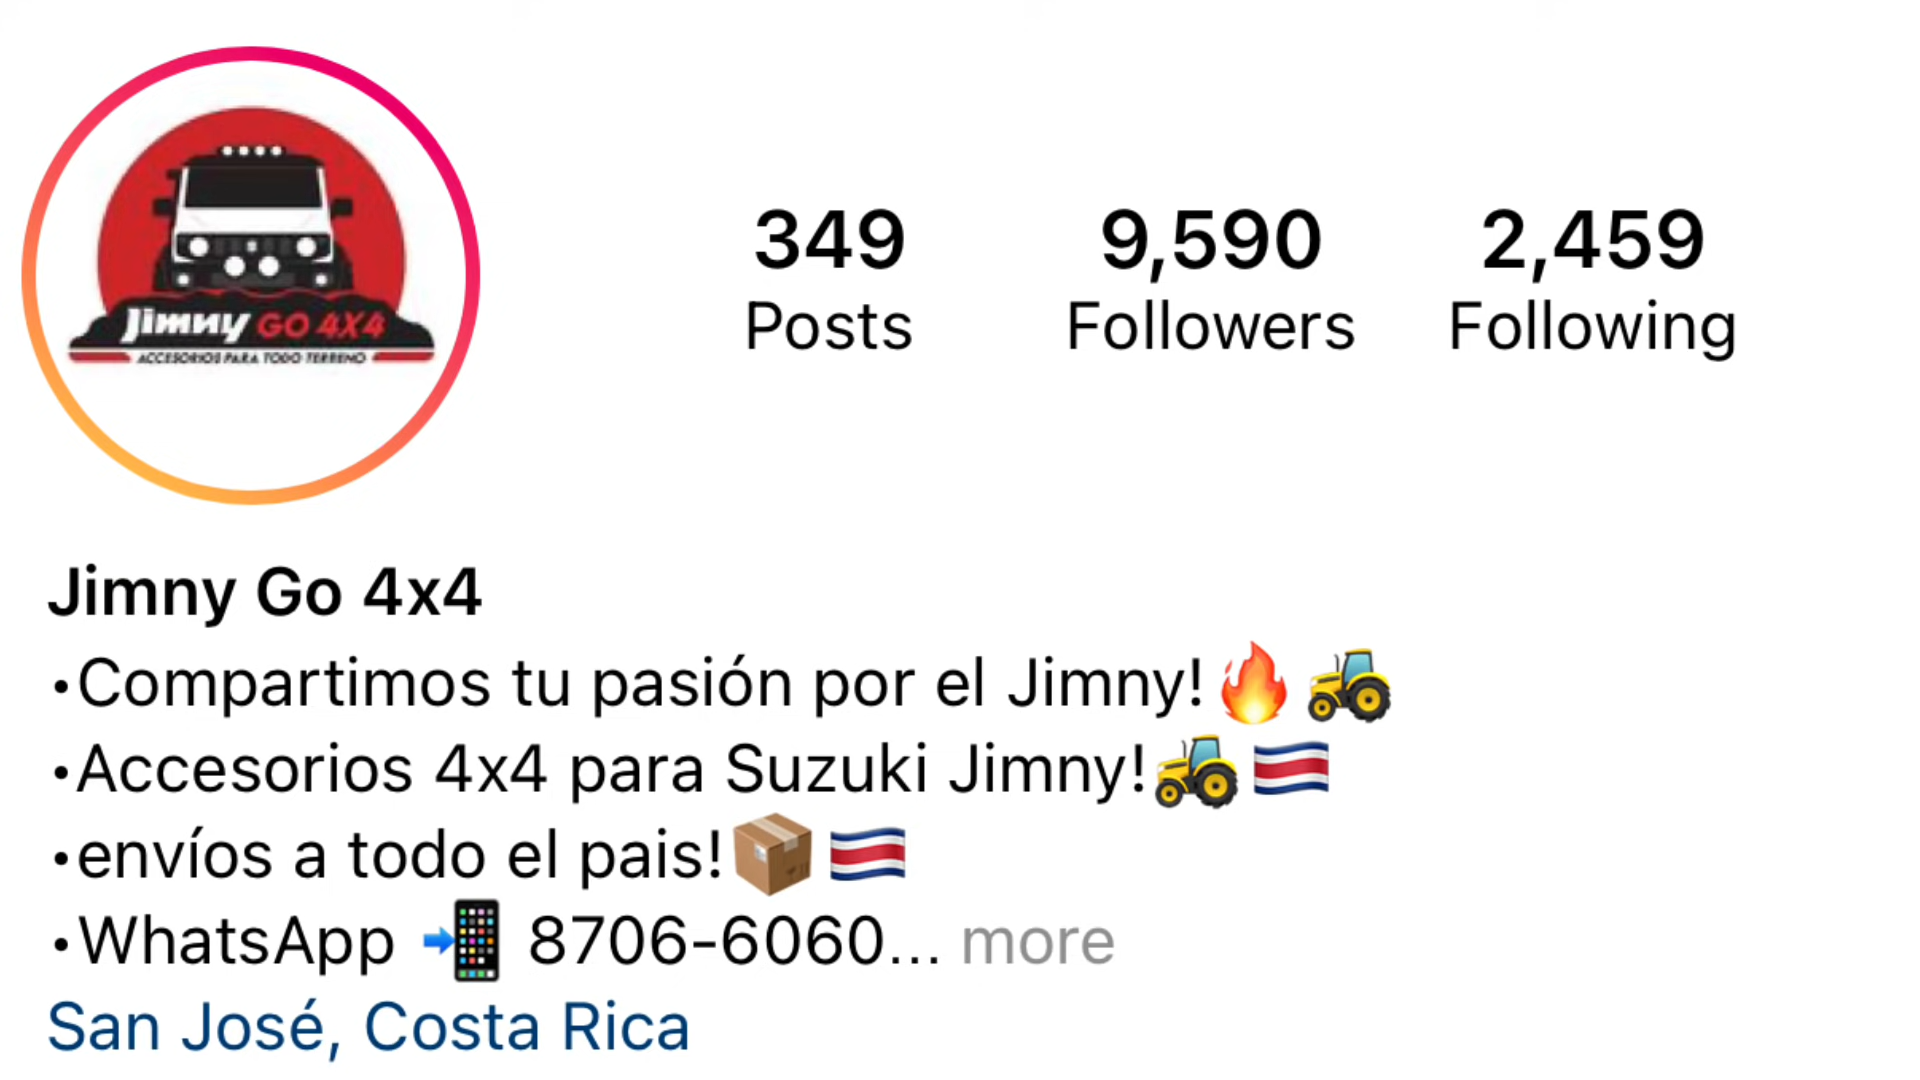 Jimny GO 4X4
ACCESORIOS PARA TODO TERRENO
349 9,590 2,459
Posts Followers Following
Jimny Go 4x4
•Compartimos tu pasión por el Jimny!🔥🚜
•Accesorios 4x4 para Suzuki Jimny!🚜🇨🇷
•envíos a todo el pais!📦🇨🇷
•WhatsApp 📲 8706-6060... more
San José, Costa Rica